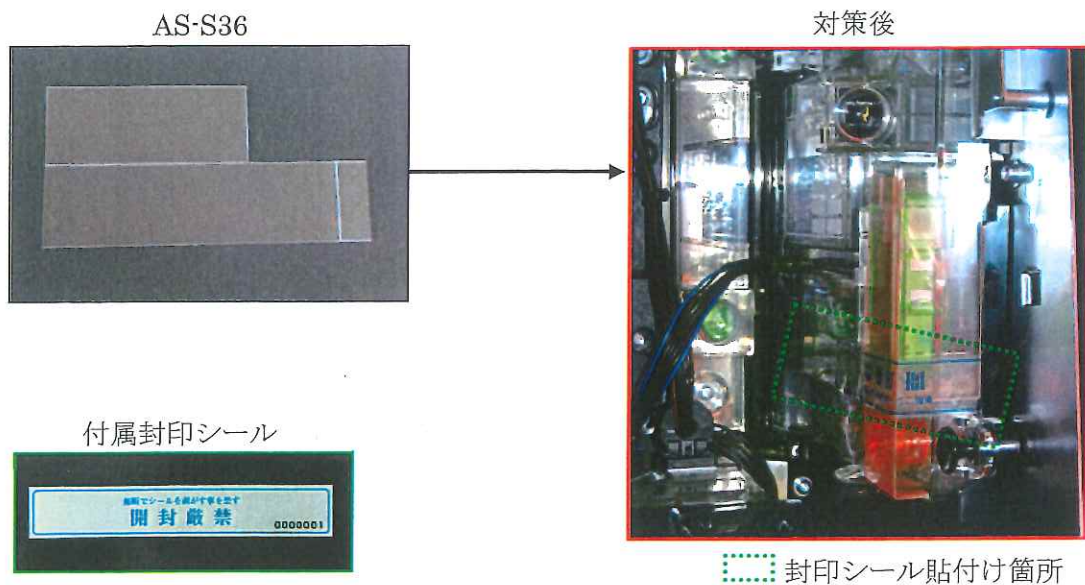 AS-S36
対策後
付属封印シール
無断でシールを剥がす事を禁ず
開封厳禁
0000001
封印シール貼付け箇所